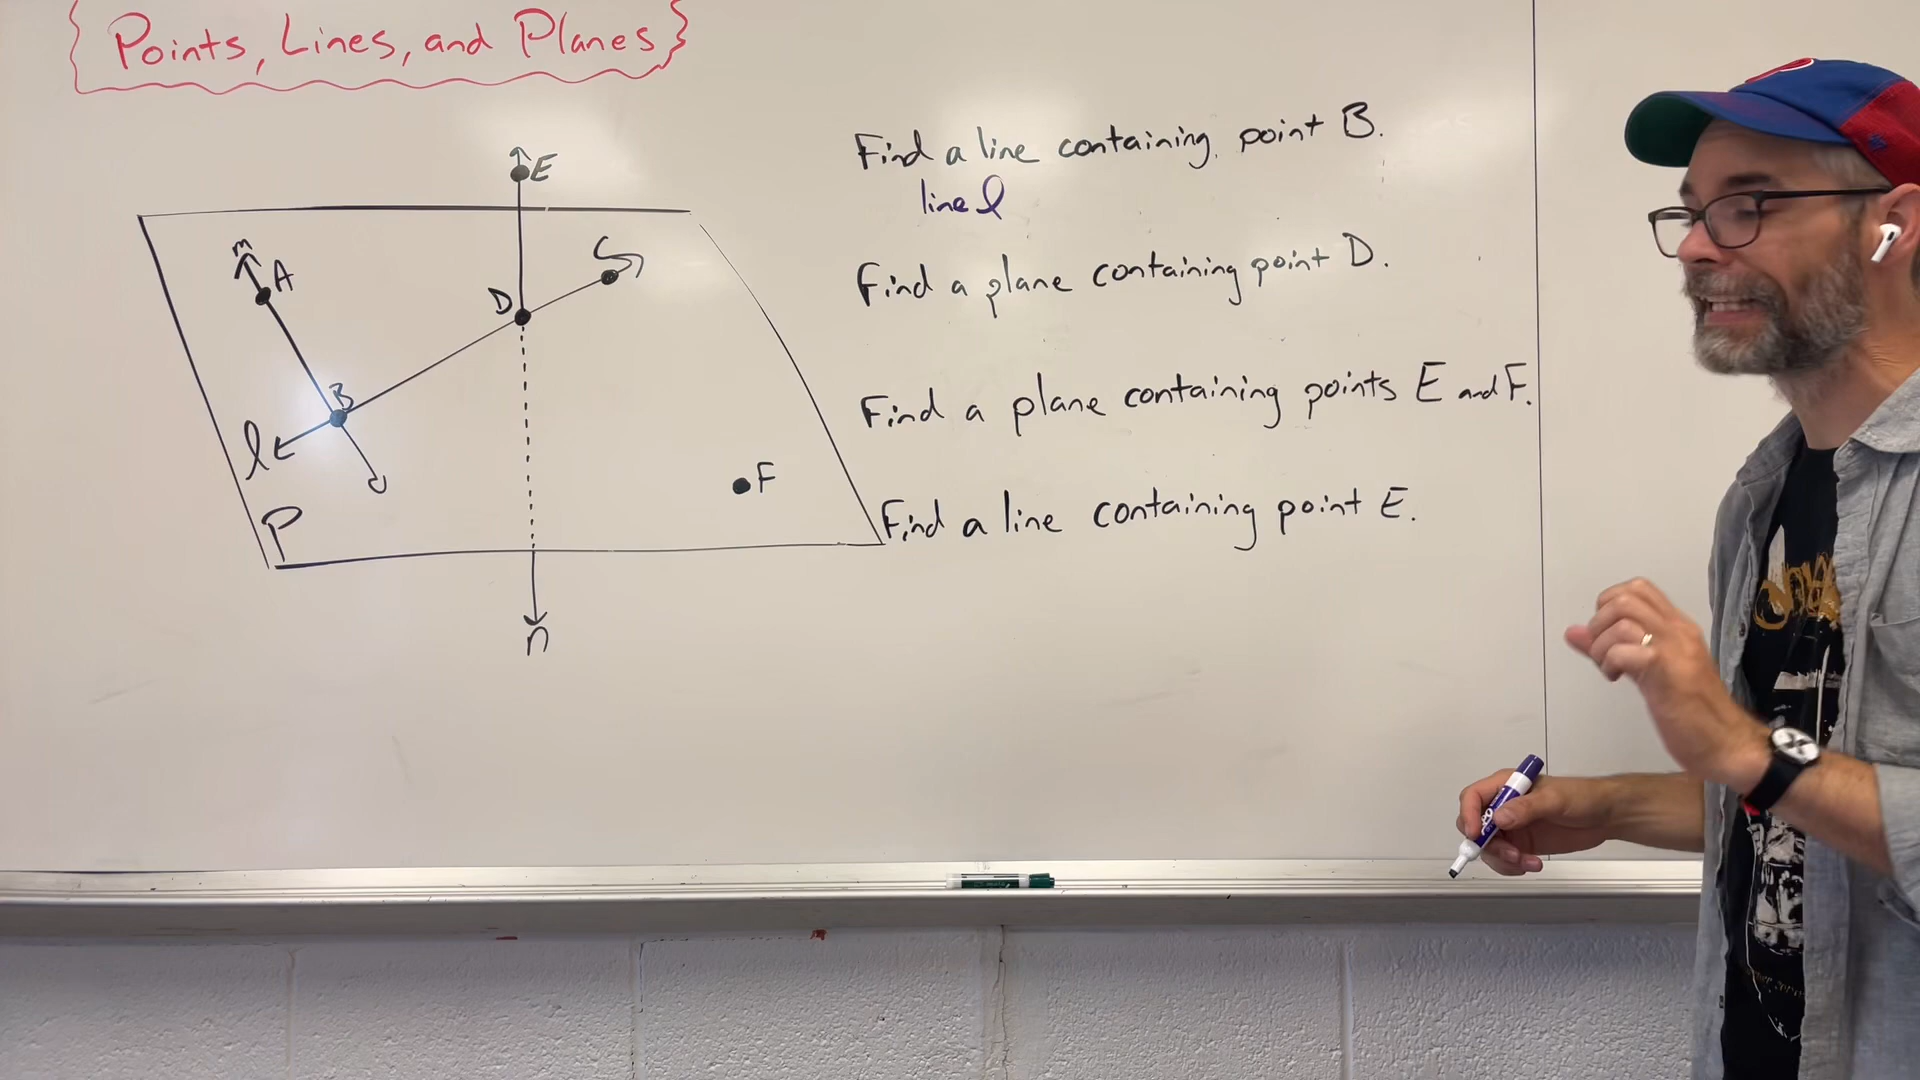 Points, Lines, and Planes
E
m
A
C
D
B
l
P
F
n
Find a line containing point B.
line l
Find a plane containing point D.
Find a plane containing points E and F.
Find a line containing point E.